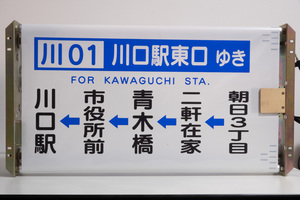 川01 川口駅東口 ゆき
FOR KAWAGUCHI STA.
朝日3丁目
二軒在家
青木橋
市役所前
川口駅